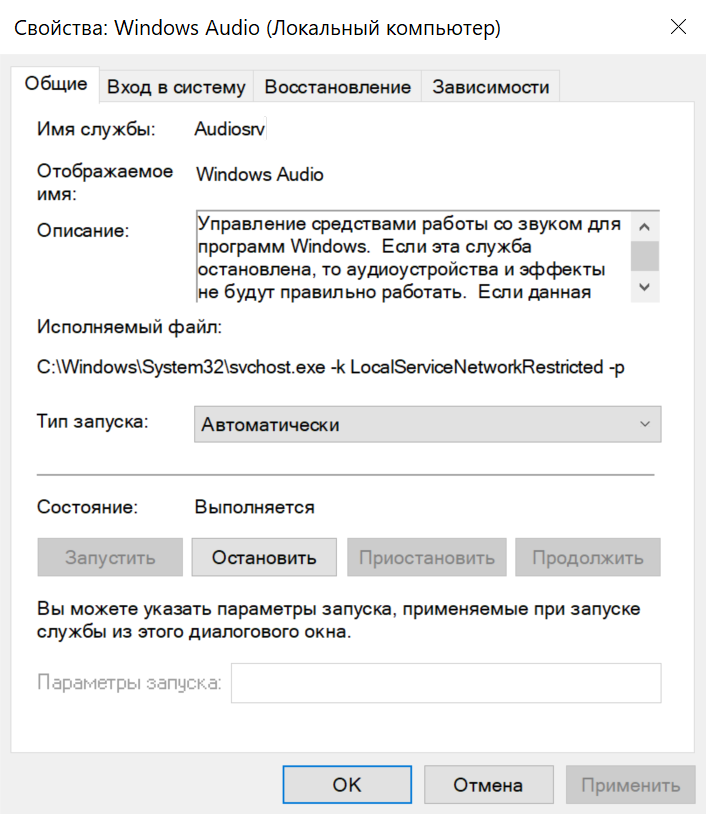 Свойства: Windows Audio (Локальный компьютер)
Общие
Вход в систему
Восстановление
Зависимости
Имя службы: Audiosrv
Отображаемое
имя:
Windows Audio
Описание:
Управление средствами работы со звуком для
программ Windows. Если эта служба
остановлена, то аудиоустройства и эффекты
не будут правильно работать. Если данная
Исполняемый файл:
C:\Windows\System32\svchost.exe -k LocalServiceNetworkRestricted -p
Тип запуска: Автоматически
Состояние: Выполняется
Запустить
Остановить
Приостановить
Продолжить
Вы можете указать параметры запуска, применяемые при запуске
службы из этого диалогового окна.
Параметры запуска:
OK
Отмена
Применить